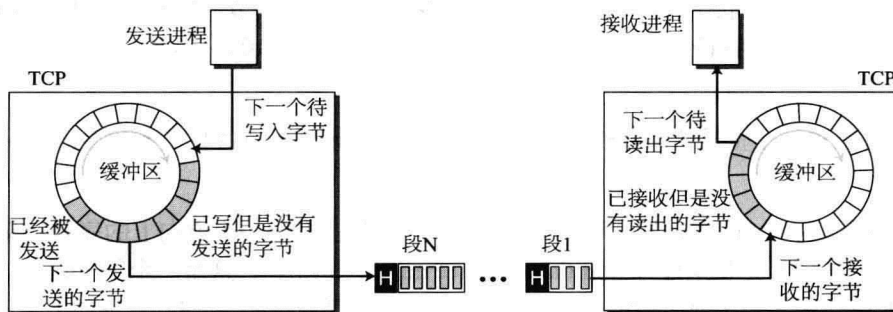 发送进程
TCP
下一个待
写入字节
缓冲区
已经被
发送
已写但是没有
发送的字节
下一个发
送的字节
段N
H
...
段1
H
接收进程
TCP
下一个待
读出字节
缓冲区
已接收但是没
有读出的字节
下一个接
收的字节